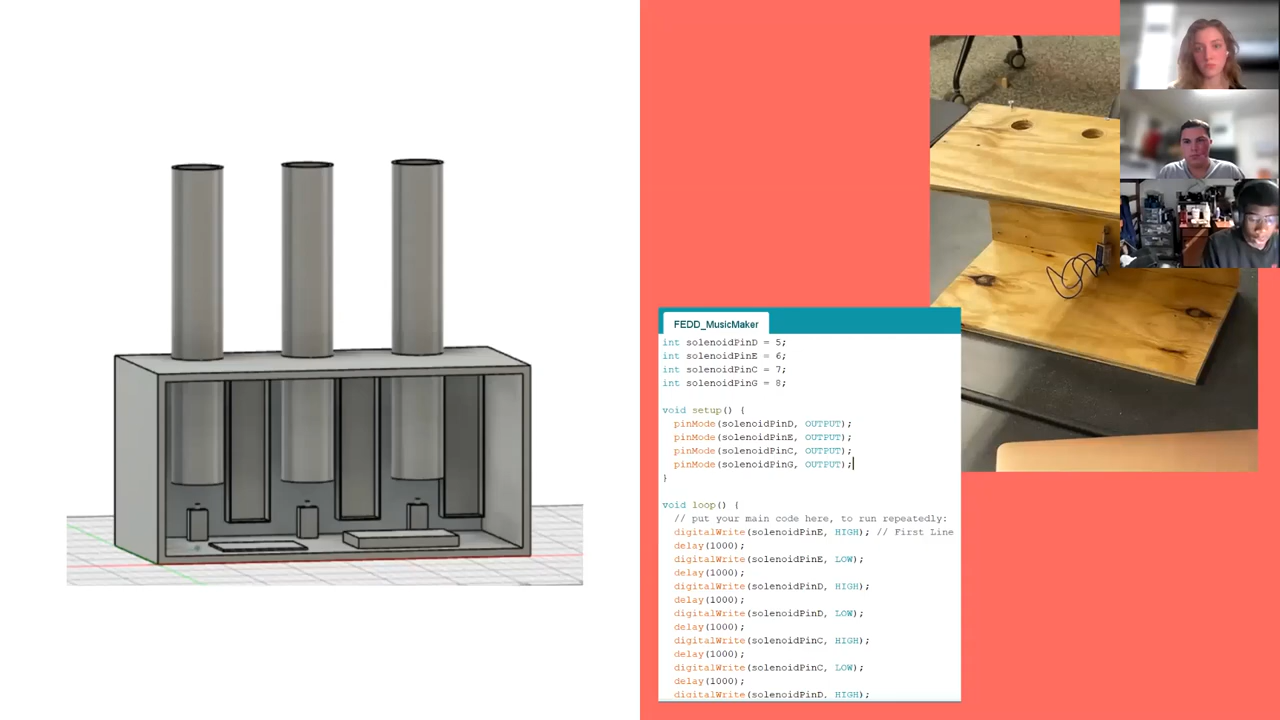 FEDD_MusicMaker
int solenoidPinD = 5;
int solenoidPinE = 6;
int solenoidPinC = 7;
int solenoidPinG = 8;
void setup() {
pinMode(solenoidPinD, OUTPUT);
pinMode(solenoidPinE, OUTPUT);
pinMode(solenoidPinC, OUTPUT);
pinMode(solenoidPinG, OUTPUT);
}
void loop() {
// put your main code here, to run repeatedly:
digitalWrite(solenoidPinE, HIGH); // First Line
delay(1000);
digitalWrite(solenoidPinE, LOW);
delay(1000);
digitalWrite(solenoidPinD, HIGH);
delay(1000);
digitalWrite(solenoidPinD, LOW);
delay(1000);
digitalWrite(solenoidPinC, HIGH);
delay(1000);
digitalWrite(solenoidPinC, LOW);
delay(1000);
digitalWrite(solenoidPinD, HIGH);